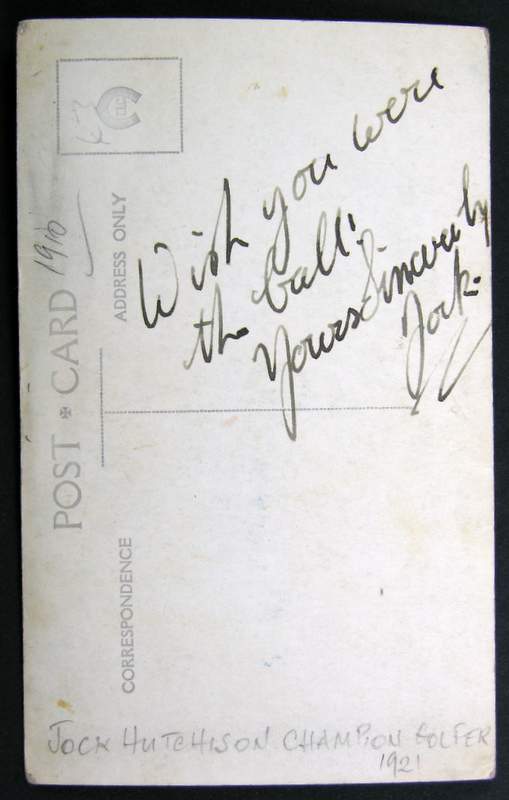 Wish you were
the ball!
Yours Sincerely
Jock.
POST CARD
CORRESPONDENCE
ADDRESS ONLY
1910
JOCK HUTCHISON CHAMPION GOLFER
1921